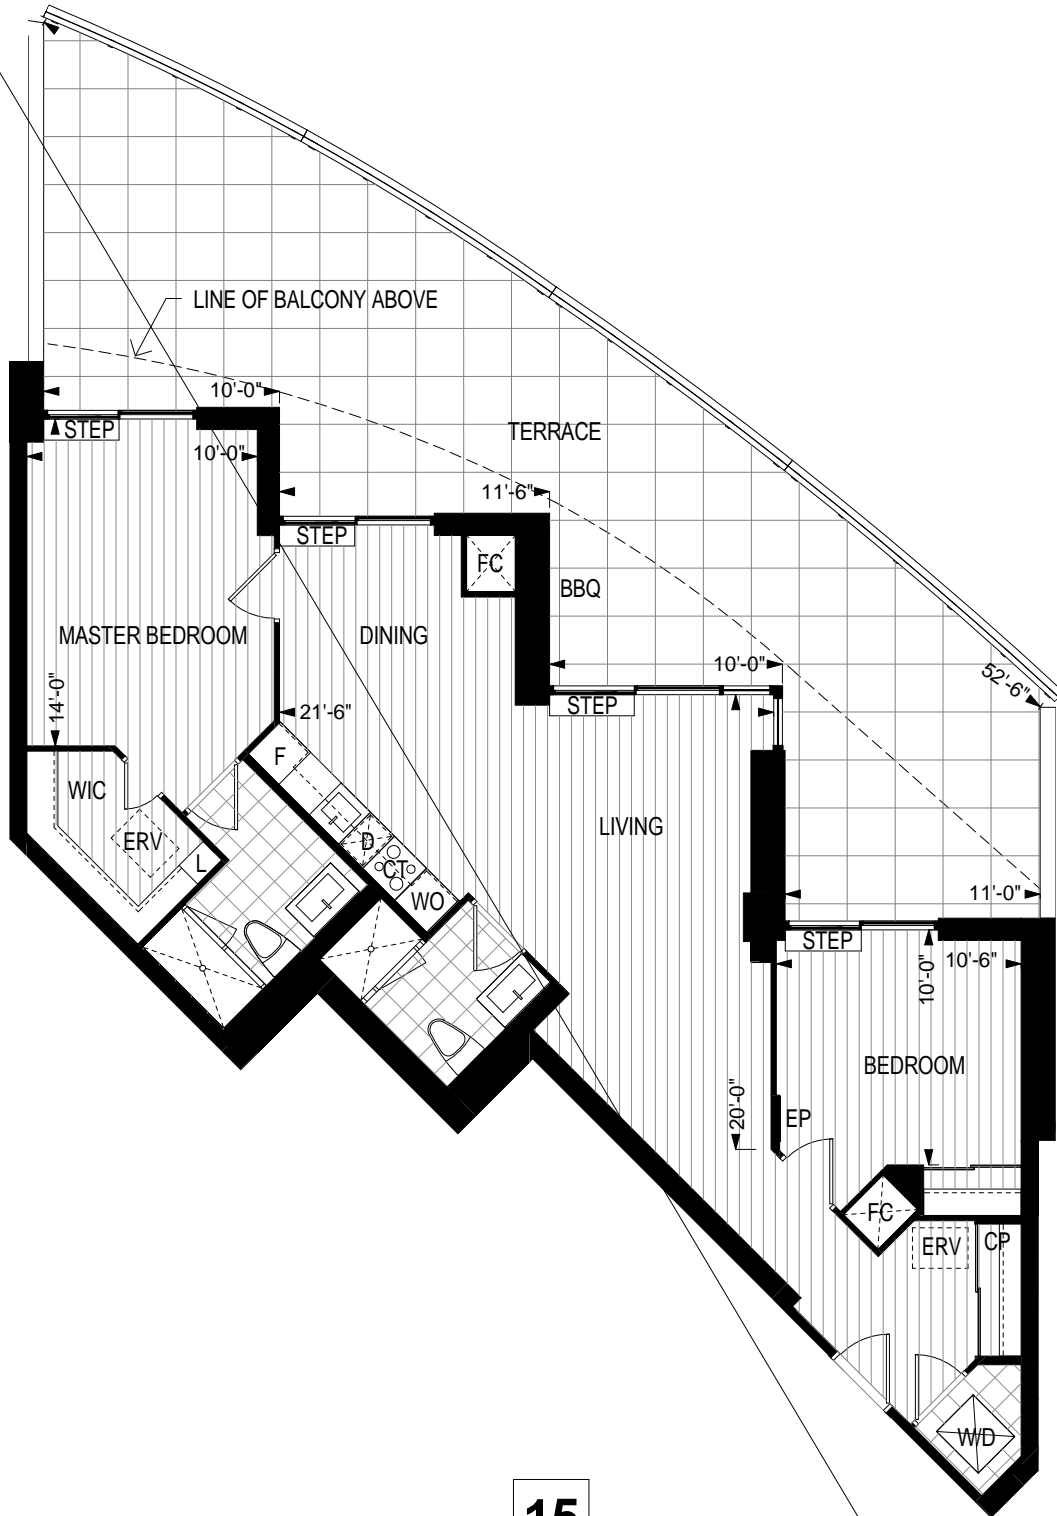 LINE OF BALCONY ABOVE
10'-0"
STEP
TERRACE
10'-0"
11'-6"
STEP
FC
BBQ
MASTER BEDROOM
DINING
10'-0"
52'-6"
14'-0"
21'-6"
STEP
F
WIC
ERV
D
LIVING
L
CT
WO
11'-0"
STEP
10'-0"
10'-6"
BEDROOM
20'-0"
EP
FC
ERV
CP
W/D
15